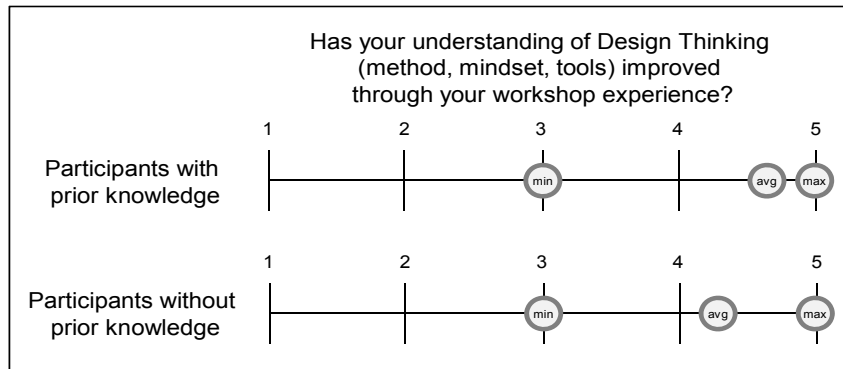 Has your understanding of Design Thinking
(method, mindset, tools) improved
through your workshop experience?
1 2 3 4 5
Participants with
prior knowledge
min avg max
1 2 3 4 5
Participants without
prior knowledge
min avg max